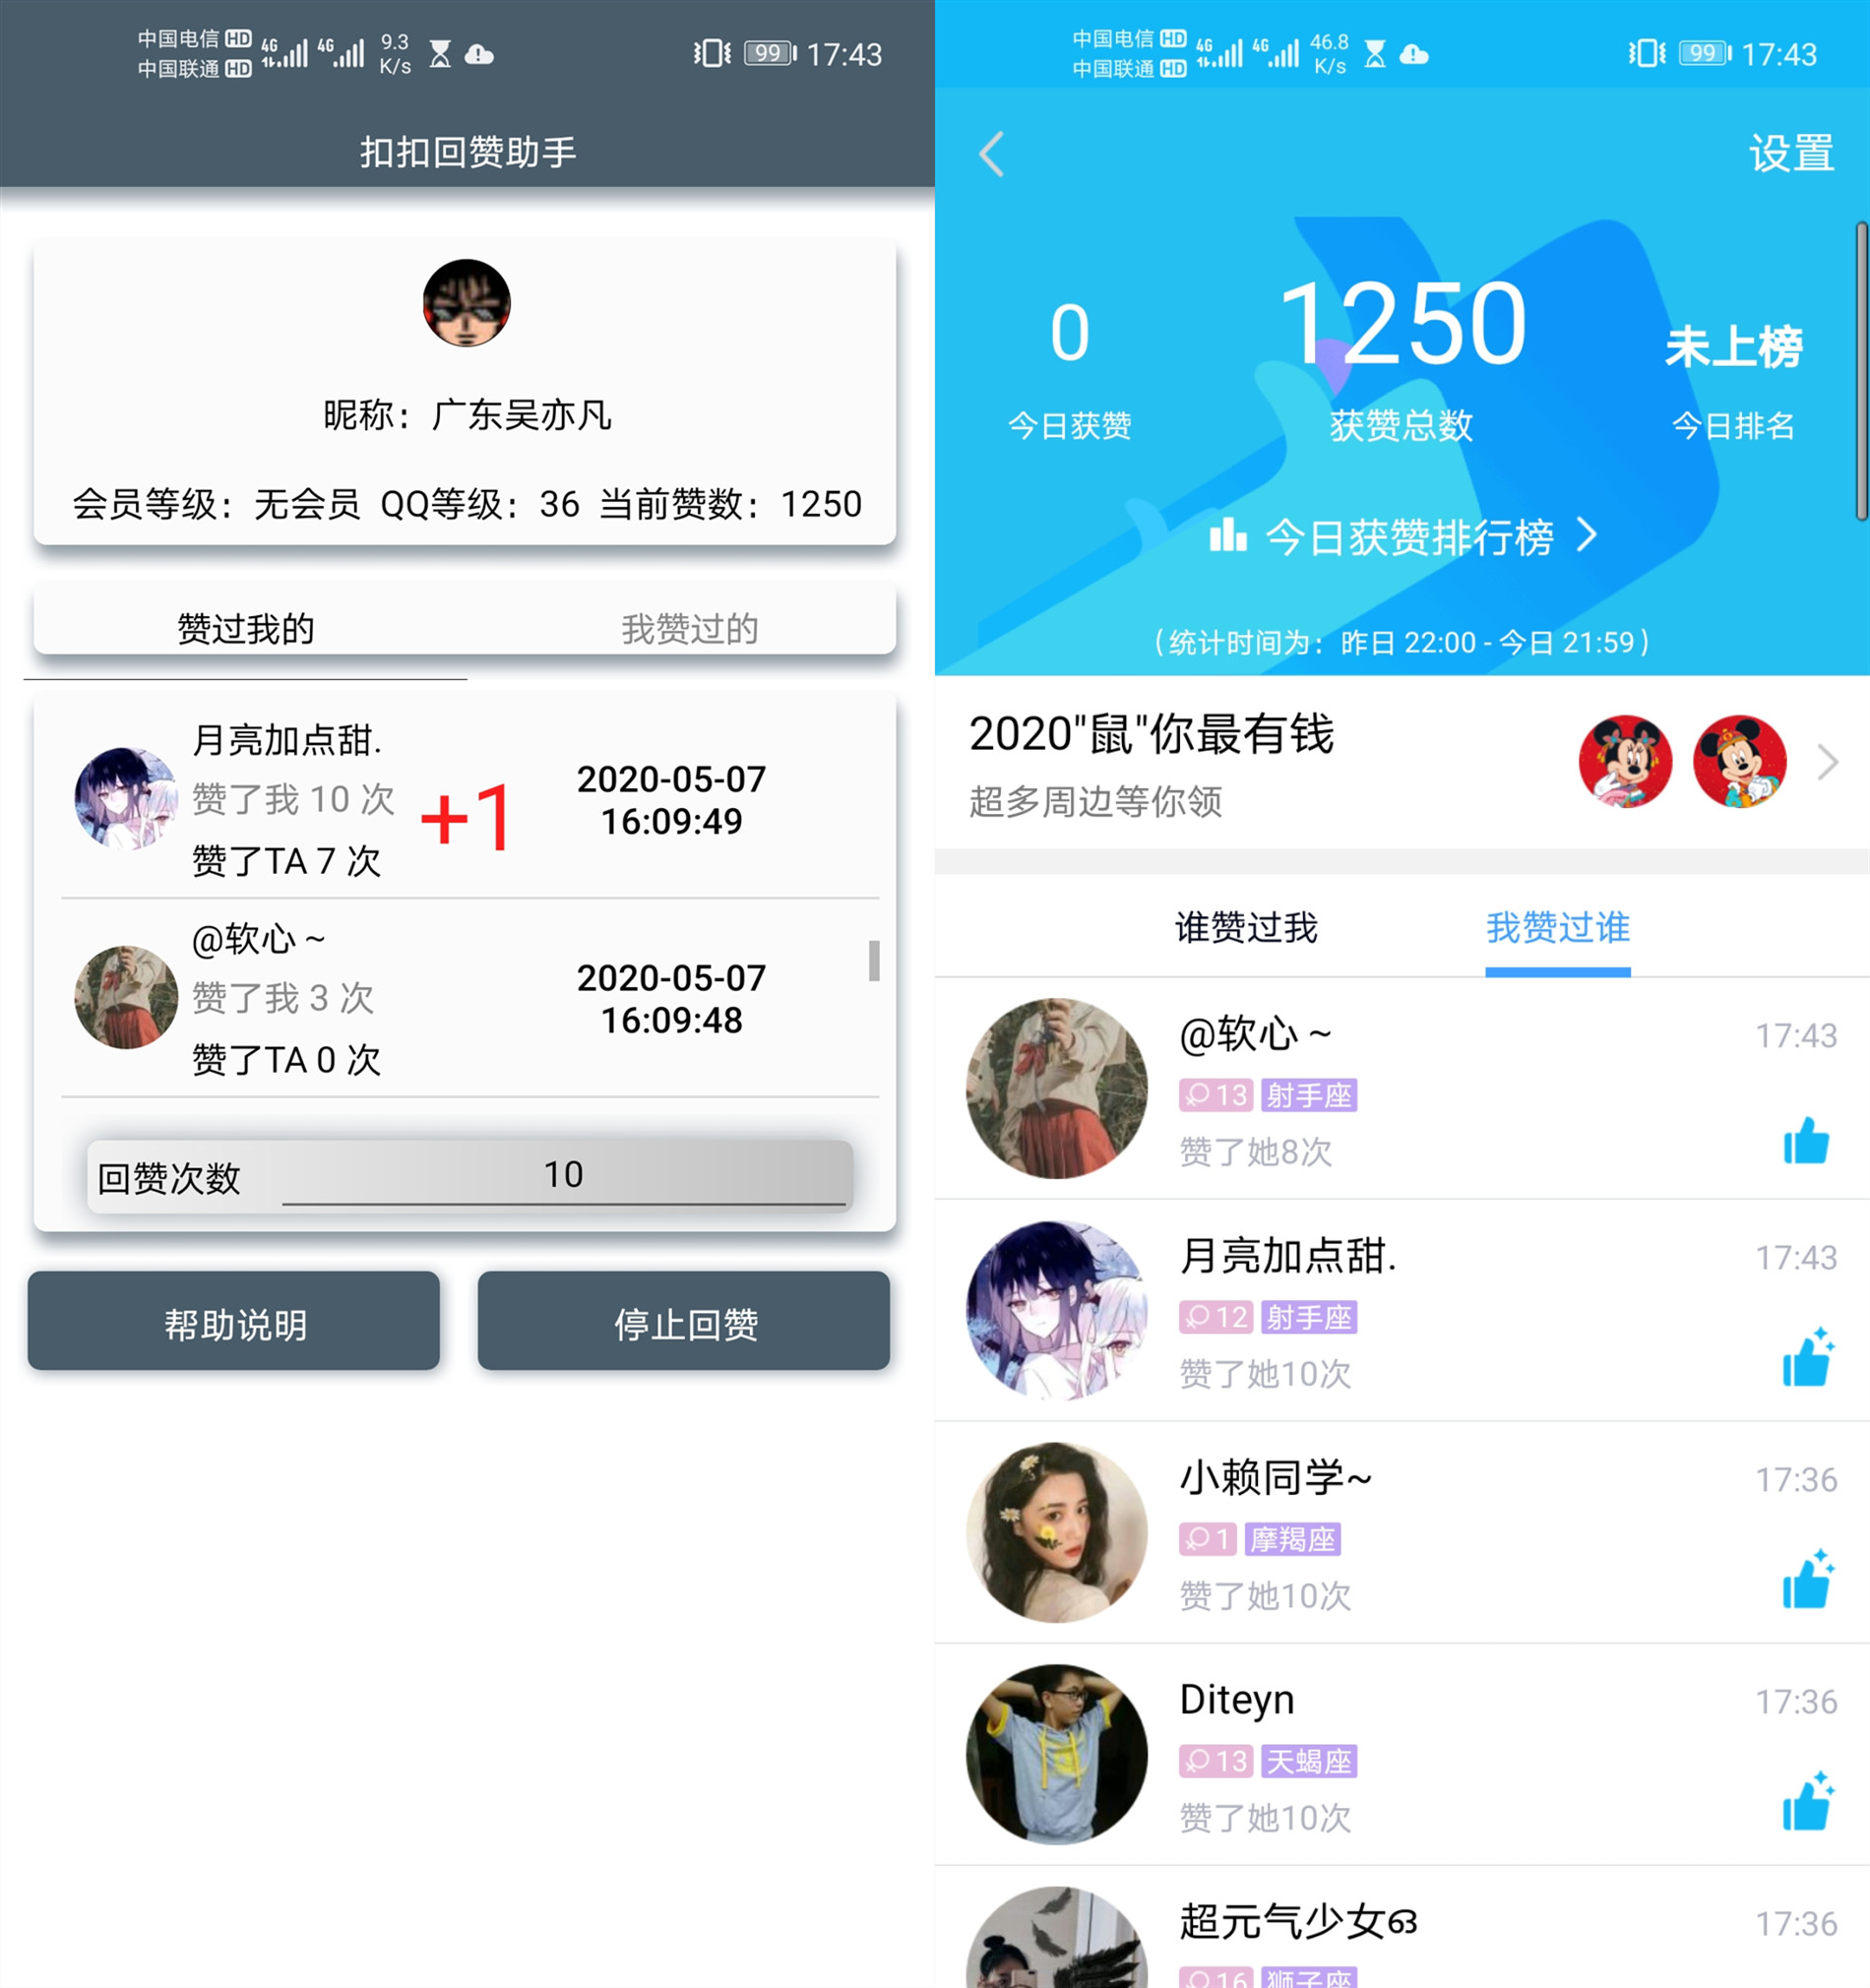 中国电信 HD 4G 4G 9.3 99 17:43
中国联通 HD K/s
扣扣回赞助手
昵称：广东吴亦凡
会员等级：无会员 QQ等级：36 当前赞数：1250
赞过我的 我赞过的
月亮加点甜.
赞了我 10 次
赞了TA 7 次
+1
2020-05-07
16:09:49
@软心 ~
赞了我 3 次
赞了TA 0 次
2020-05-07
16:09:48
回赞次数 10
帮助说明 停止回赞
中国电信 HD 4G 4G 46.8 99 17:43
中国联通 HD K/s
设置
0 1250 未上榜
今日获赞 获赞总数 今日排名
今日获赞排行榜
（统计时间为：昨日 22:00 - 今日 21:59）
2020"鼠"你最有钱
超多周边等你领
谁赞过我 我赞过谁
@软心 ~ 17:43
13 射手座
赞了她8次
月亮加点甜. 17:43
12 射手座
赞了她10次
小赖同学~ 17:36
1 摩羯座
赞了她10次
Diteyn 17:36
13 天蝎座
赞了她10次
超元气少女 17:36
16 狮子座